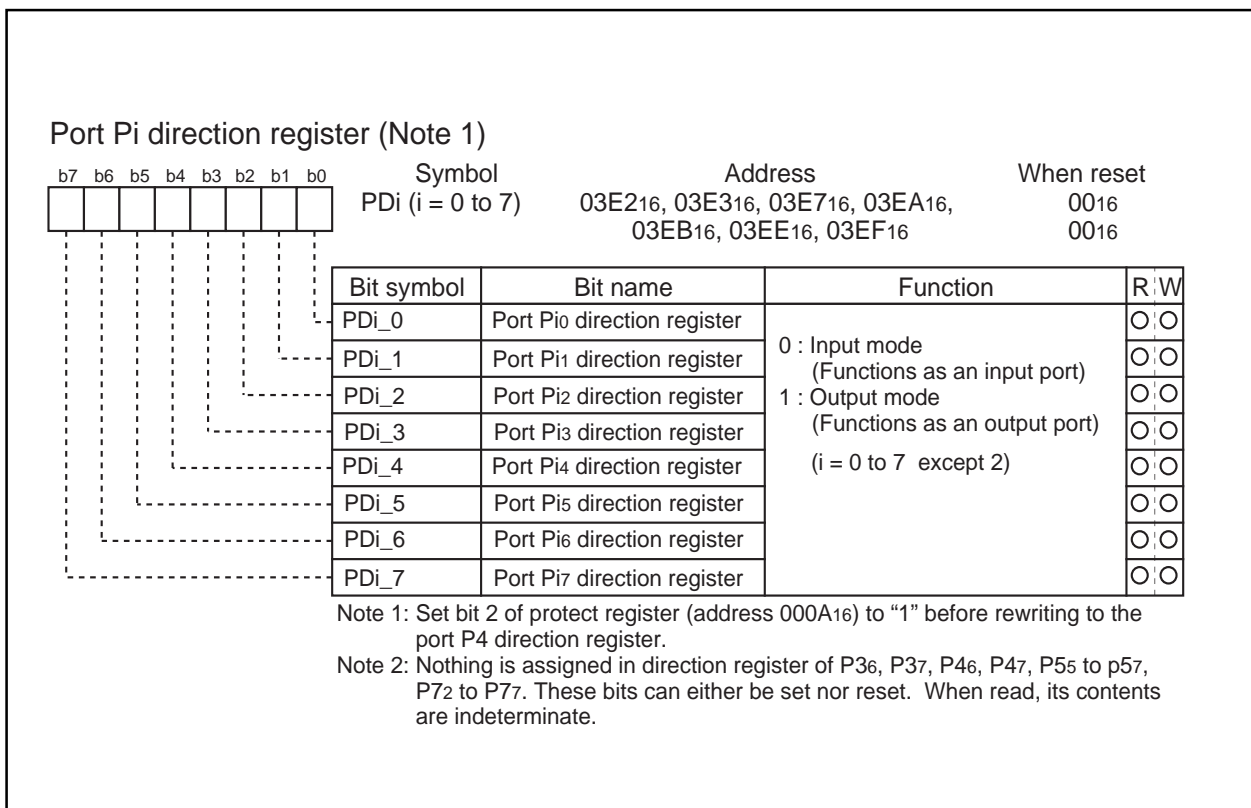 Port Pi direction register (Note 1)
b7 b6 b5 b4 b3 b2 b1 b0
Symbol Address When reset
PDi (i = 0 to 7) 03E216, 03E316, 03E716, 03EA16, 0016
03EB16, 03EE16, 03EF16 0016
Bit symbol Bit name Function R W
PDi_0 Port Pi0 direction register
PDi_1 Port Pi1 direction register
PDi_2 Port Pi2 direction register
PDi_3 Port Pi3 direction register
PDi_4 Port Pi4 direction register
PDi_5 Port Pi5 direction register
PDi_6 Port Pi6 direction register
PDi_7 Port Pi7 direction register
0 : Input mode
(Functions as an input port)
1 : Output mode
(Functions as an output port)
(i = 0 to 7 except 2)
Note 1: Set bit 2 of protect register (address 000A16) to “1” before rewriting to the
port P4 direction register.
Note 2: Nothing is assigned in direction register of P36, P37, P46, P47, P55 to p57,
P72 to P77. These bits can either be set nor reset. When read, its contents
are indeterminate.